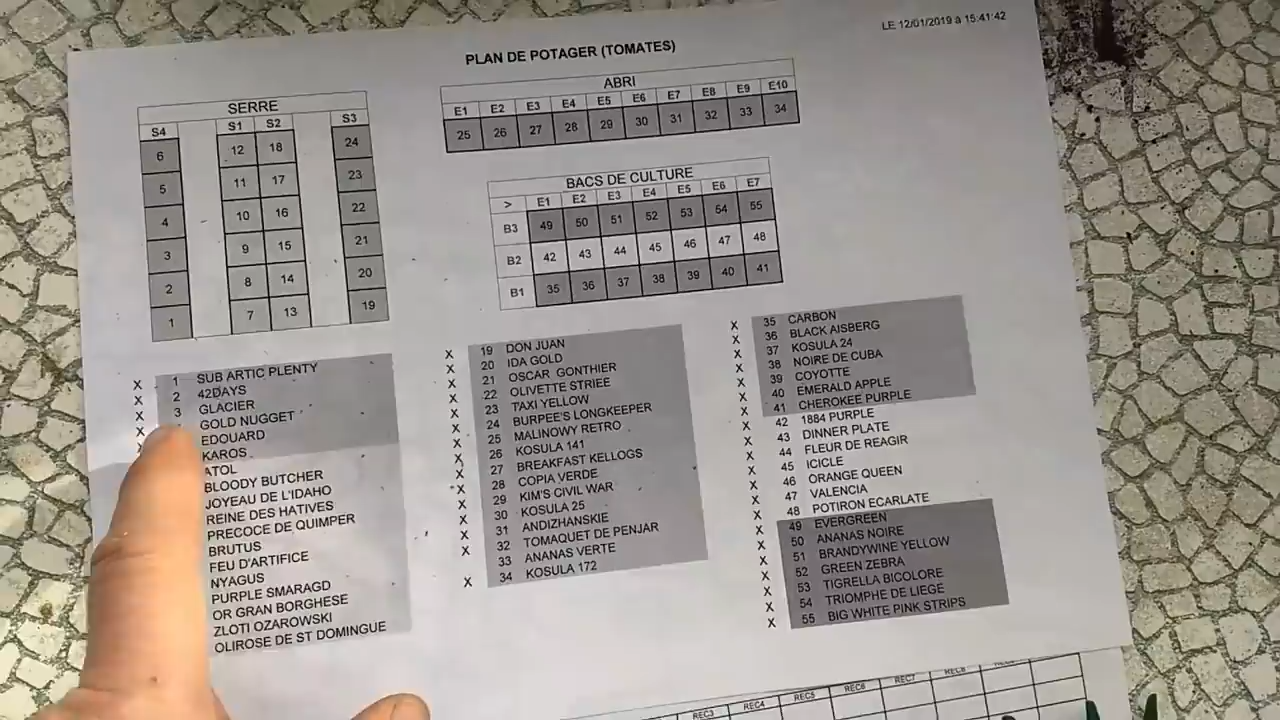 LE 12/01/2019 à 15:41:42
PLAN DE POTAGER (TOMATES)
SERRE
S4 S1 S2 S3
6 12 18 24
5 11 17 23
4 10 16 22
3 9 15 21
2 8 14 20
1 7 13 19
ABRI
E1 E2 E3 E4 E5 E6 E7 E8 E9 E10
25 26 27 28 29 30 31 32 33 34
BACS DE CULTURE
> E1 E2 E3 E4 E5 E6 E7
B3 49 50 51 52 53 54 55
B2 42 43 44 45 46 47 48
B1 35 36 37 38 39 40 41
X 1 SUB ARTIC PLENTY
X 2 42DAYS
X 3 GLACIER
X GOLD NUGGET
EDOUARD
KAROS
ATOL
BLOODY BUTCHER
JOYEAU DE L'IDAHO
REINE DES HATIVES
PRECOCE DE QUIMPER
BRUTUS
FEU D'ARTIFICE
NYAGUS
PURPLE SMARAGD
OR GRAN BORGHESE
ZLOTI OZAROWSKI
OLIROSE DE ST DOMINGUE
X 19 DON JUAN
X 20 IDA GOLD
X 21 OSCAR GONTHIER
X 22 OLIVETTE STRIEE
X 23 TAXI YELLOW
X 24 BURPEE'S LONGKEEPER
X 25 MALINOWY RETRO
X 26 KOSULA 141
X 27 BREAKFAST KELLOGS
X 28 COPIA VERDE
X 29 KIM'S CIVIL WAR
X 30 KOSULA 25
X 31 ANDIZHANSKIE
X 32 TOMAQUET DE PENJAR
33 ANANAS VERTE
X 34 KOSULA 172
X 35 CARBON
X 36 BLACK AISBERG
X 37 KOSULA 24
X 38 NOIRE DE CUBA
X 39 COYOTTE
X 40 EMERALD APPLE
X 41 CHEROKEE PURPLE
X 42 1884 PURPLE
X 43 DINNER PLATE
X 44 FLEUR DE REAGIR
X 45 ICICLE
X 46 ORANGE QUEEN
X 47 VALENCIA
X 48 POTIRON ECARLATE
X 49 EVERGREEN
X 50 ANANAS NOIRE
X 51 BRANDYWINE YELLOW
X 52 GREEN ZEBRA
X 53 TIGRELLA BICOLORE
X 54 TRIOMPHE DE LIEGE
X 55 BIG WHITE PINK STRIPS
REC3 REC4 REC5 REC6 REC7 REC8